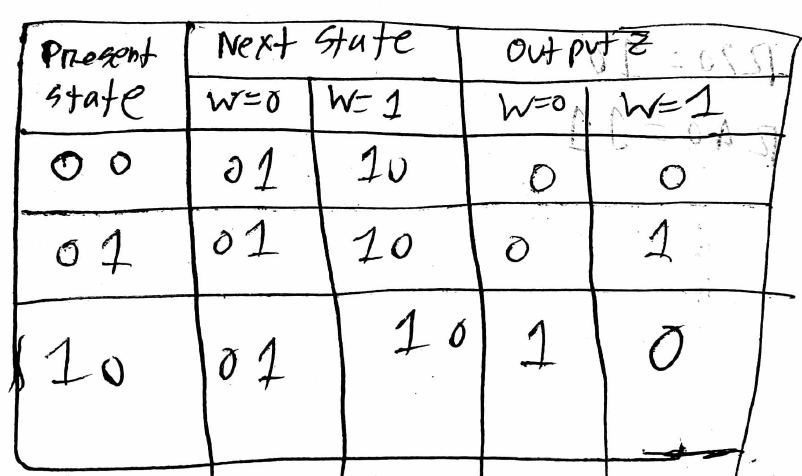 Present state Next state output Z
W=0 W=1 W=0 W=1
00 01 10 0 0
01 01 10 0 1
10 01 10 1 0